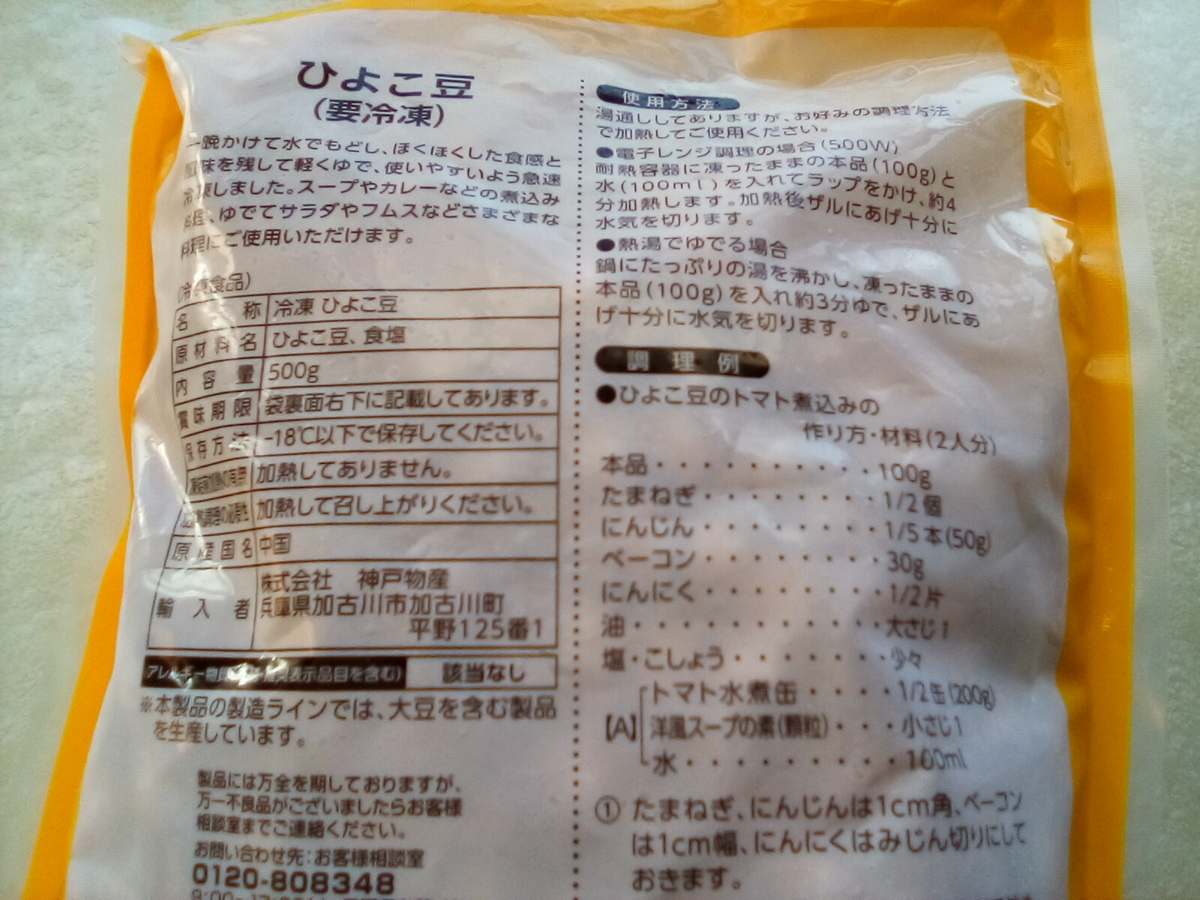 ひよこ豆
(要冷凍)
一晩かけて水でもどし、ほくほくした食感と
風味を残して軽くゆで、使いやすいよう急速
冷凍しました。スープやカレーなどの煮込み
料理、ゆでてサラダやフムスなどさまざまな
料理にご使用いただけます。
(冷凍食品)
名称 冷凍 ひよこ豆
原材料名 ひよこ豆、食塩
内容量 500g
賞味期限 袋裏面右下に記載してあります。
保存方法 -18℃以下で保存してください。
加熱してありません。
加熱して召し上がりください。
原産国名 中国
輸入者 株式会社 神戸物産
兵庫県加古川市加古川町
平野125番1
該当なし
※本製品の製造ラインでは、大豆を含む製品
を生産しています。
製品には万全を期しておりますが、
万一不良品がございましたらお客様
相談室までご連絡ください。
お問い合わせ先:お客様相談室
0120-808348
使用方法
湯通ししてありますが、お好みの調理方法
で加熱してご使用ください。
●電子レンジ調理の場合(500W)
耐熱容器に凍ったままの本品(100g)と
水(100ml)を入れてラップをかけ、約4
分加熱します。加熱後ザルにあげ十分に
水気を切ります。
●熱湯でゆでる場合
鍋にたっぷりの湯を沸かし、凍ったままの
本品(100g)を入れ約3分ゆで、ザルにあ
げ十分に水気を切ります。
調理例
●ひよこ豆のトマト煮込みの
作り方・材料(2人分)
本品・・・・・・・・・・・100g
たまねぎ・・・・・・・・・1/2個
にんじん・・・・・・・・・1/5本(50g)
ベーコン・・・・・・・・・30g
にんにく・・・・・・・・・1/2片
油・・・・・・・・・・・・大さじ1
塩・こしょう・・・・・・・少々
トマト水煮缶・・・・1/2缶(200g)
【A】洋風スープの素(顆粒)・・・小さじ1
水・・・・・・・・・100ml
① たまねぎ、にんじんは1cm角、ベーコン
は1cm幅、にんにくはみじん切りにして
おきます。